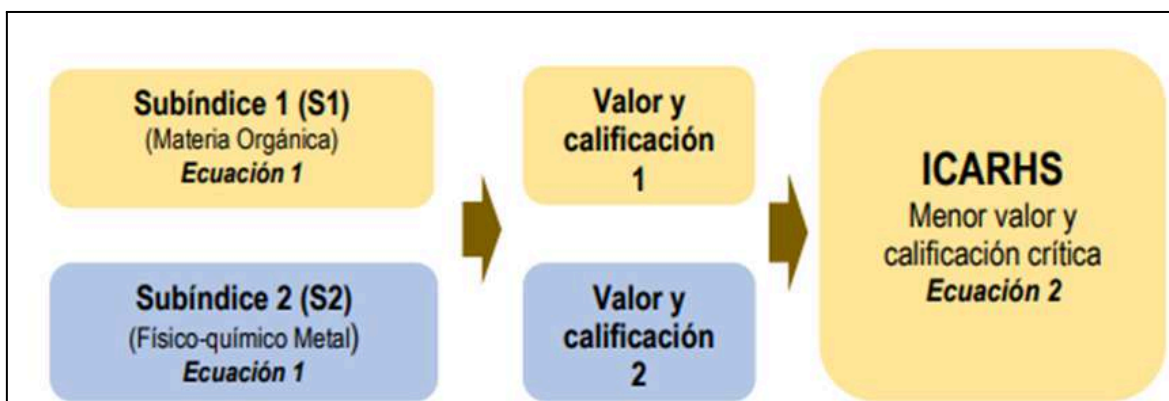 Subíndice 1 (S1)
(Materia Orgánica)
Ecuación 1
Subíndice 2 (S2)
(Físico-químico Metal)
Ecuación 1
Valor y
calificación
1
Valor y
calificación
2
ICARHS
Menor valor y
calificación crítica
Ecuación 2